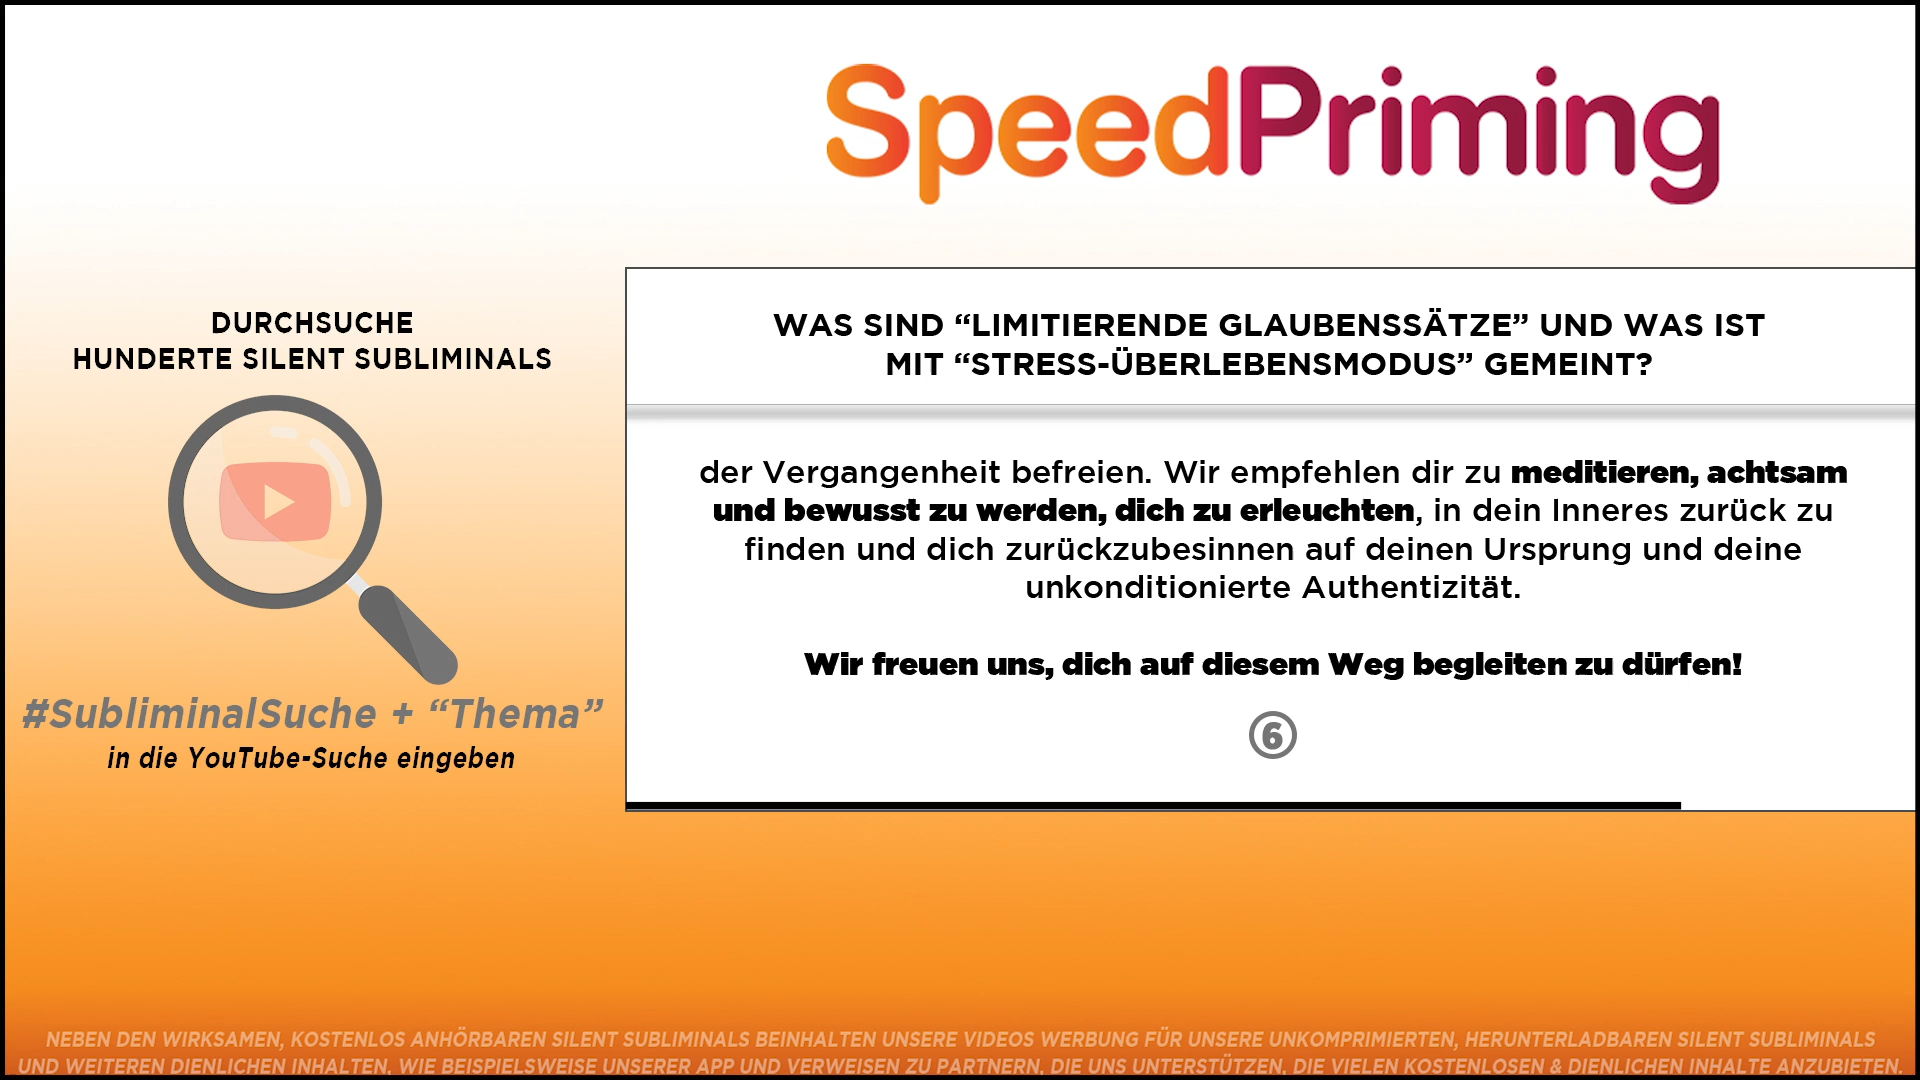 SpeedPriming
DURCHSUCHE
HUNDERTE SILENT SUBLIMINALS
#SubliminalSuche + “Thema”
in die YouTube-Suche eingeben
WAS SIND “LIMITIERENDE GLAUBENSSÄTZE” UND WAS IST
MIT “STRESS-ÜBERLEBENSMODUS” GEMEINT?
der Vergangenheit befreien. Wir empfehlen dir zu meditieren, achtsam
und bewusst zu werden, dich zu erleuchten, in dein Inneres zurück zu
finden und dich zurückzubesinnen auf deinen Ursprung und deine
unkonditionierte Authentizität.
Wir freuen uns, dich auf diesem Weg begleiten zu dürfen!
⑥
NEBEN DEN WIRKSAMEN, KOSTENLOS ANHÖRBAREN SILENT SUBLIMINALS BEINHALTEN UNSERE VIDEOS WERBUNG FÜR UNSERE UNKOMPRIMIERTEN, HERUNTERLADBAREN SILENT SUBLIMINALS
UND WEITEREN DIENLICHEN INHALTEN, WIE BEISPIELSWEISE UNSERER APP UND VERWEISEN ZU PARTNERN, DIE UNS UNTERSTÜTZEN, DIE VIELEN KOSTENLOSEN & DIENLICHEN INHALTE ANZUBIETEN.